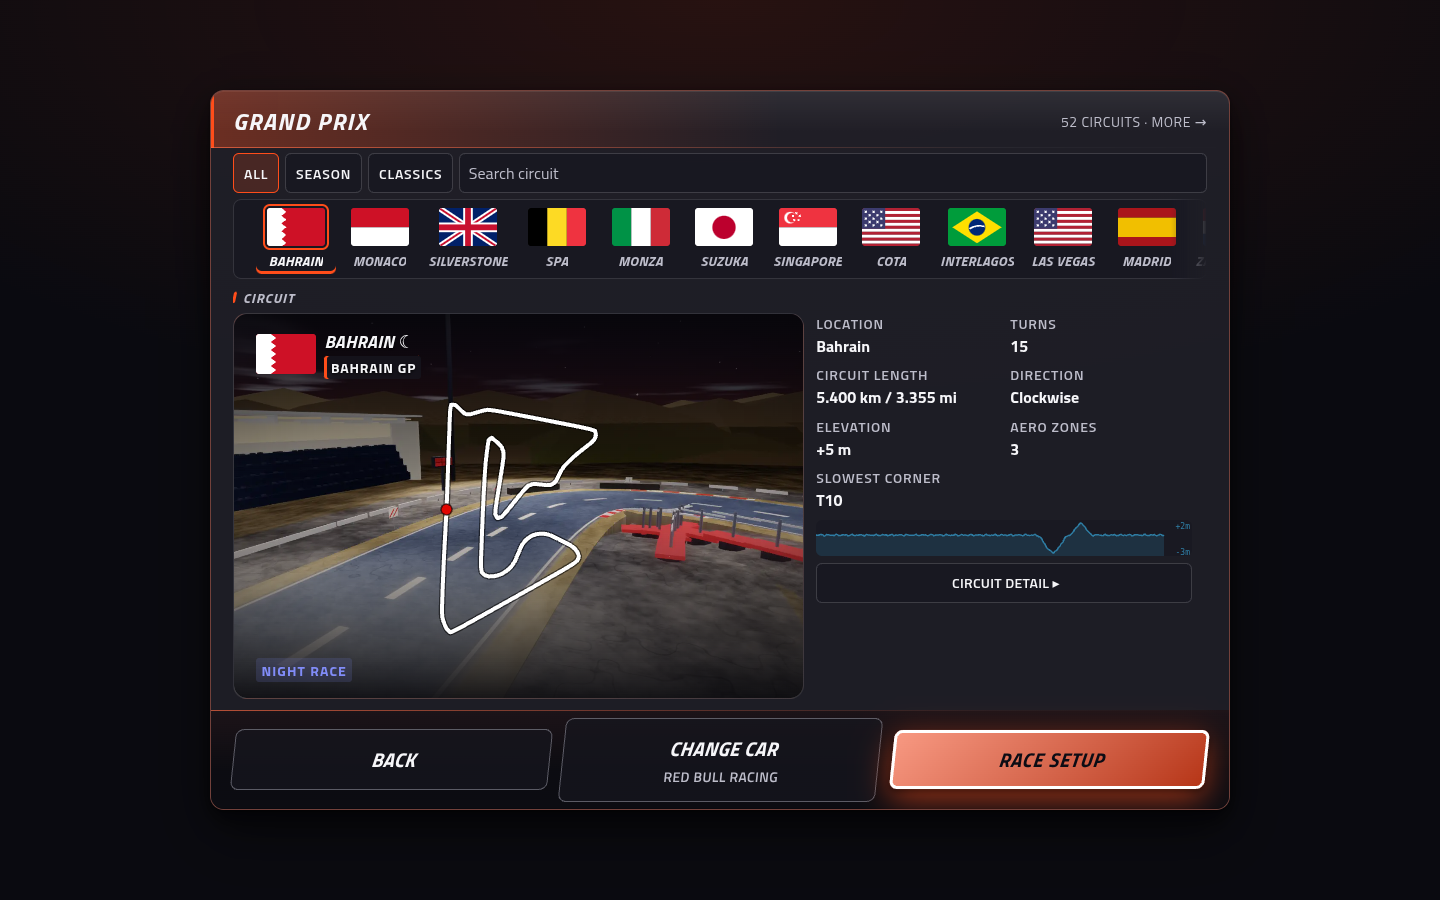 GRAND PRIX
52 CIRCUITS · MORE →
ALL
SEASON
CLASSICS
Search circuit
BAHRAIN
MONACO
SILVERSTONE
SPA
MONZA
SUZUKA
SINGAPORE
COTA
INTERLAGOS
LAS VEGAS
MADRID
CIRCUIT
BAHRAIN ☾
BAHRAIN GP
NIGHT RACE
LOCATION
Bahrain
TURNS
15
CIRCUIT LENGTH
5.400 km / 3.355 mi
DIRECTION
Clockwise
ELEVATION
+5 m
AERO ZONES
3
SLOWEST CORNER
T10
+2m
-3m
CIRCUIT DETAIL ▸
BACK
CHANGE CAR
RED BULL RACING
RACE SETUP